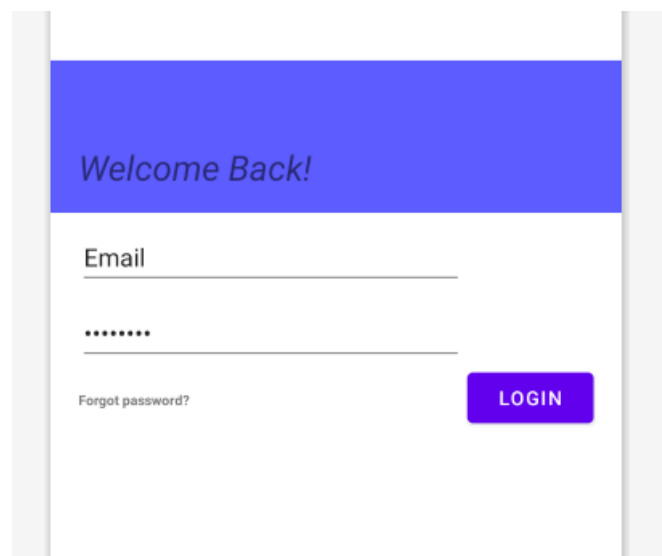 Welcome Back!
Email
••••••••
Forgot password?
LOGIN